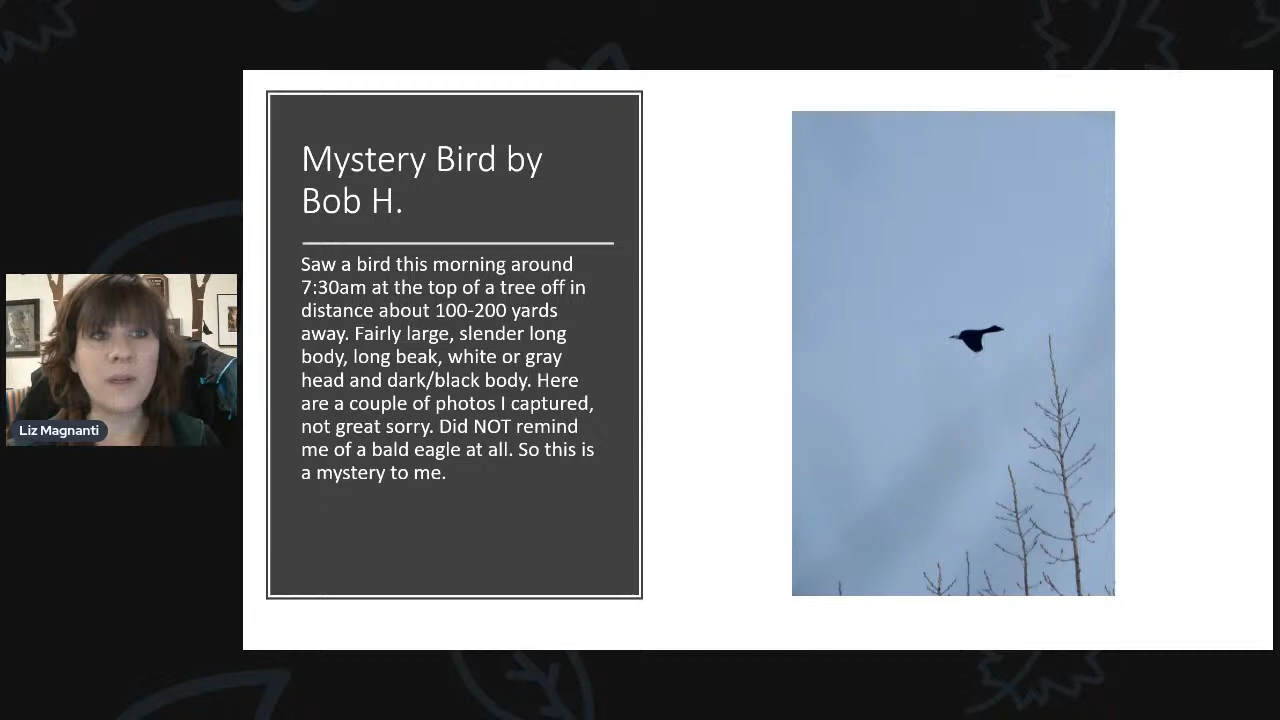 Mystery Bird by
Bob H.
Saw a bird this morning around
7:30am at the top of a tree off in
distance about 100-200 yards
away. Fairly large, slender long
body, long beak, white or gray
head and dark/black body. Here
are a couple of photos I captured,
not great sorry. Did NOT remind
me of a bald eagle at all. So this is
a mystery to me.
Liz Magnanti